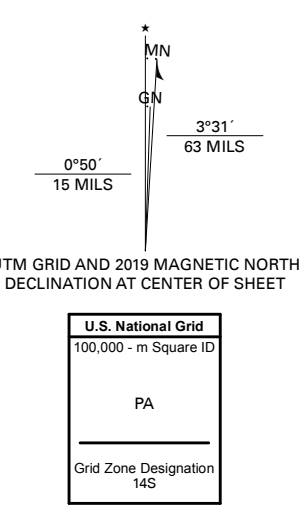 ★
MN
GN
3°31´
63 MILS
0°50´
15 MILS
UTM GRID AND 2019 MAGNETIC NORTH
DECLINATION AT CENTER OF SHEET
U.S. National Grid
100,000 - m Square ID
PA
Grid Zone Designation
14S